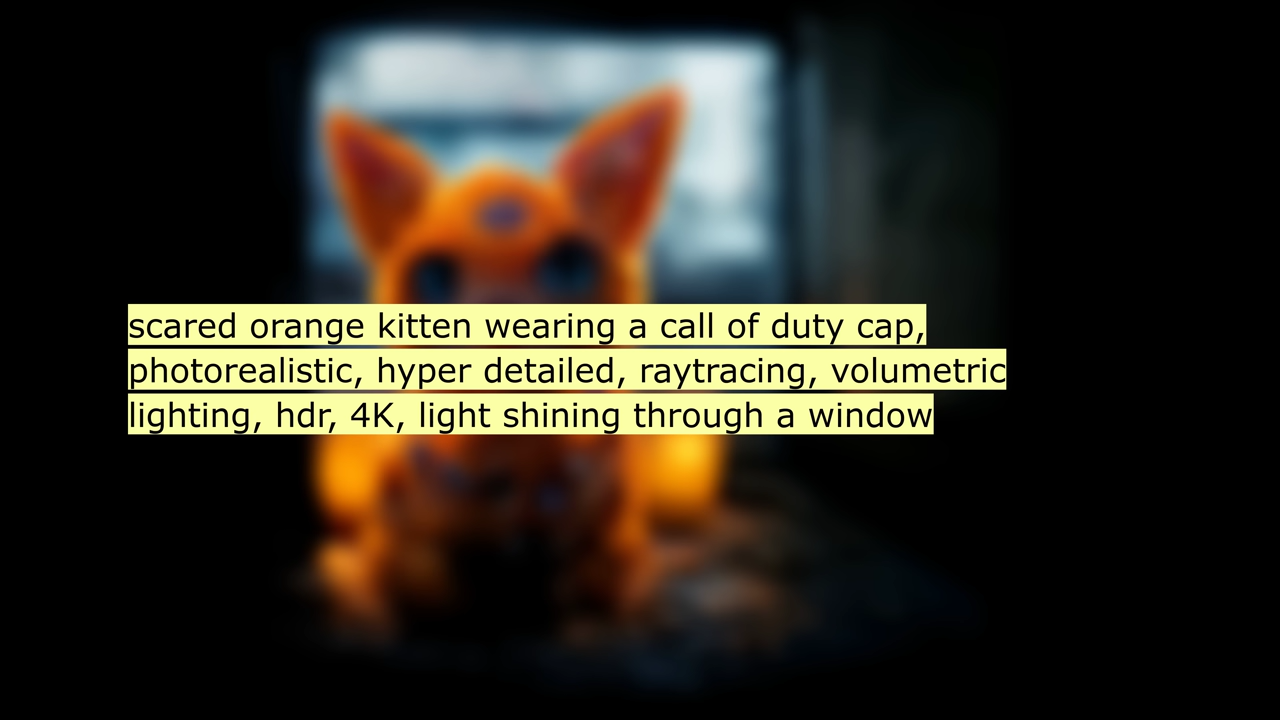 scared orange kitten wearing a call of duty cap,
photorealistic, hyper detailed, raytracing, volumetric
lighting, hdr, 4K, light shining through a window